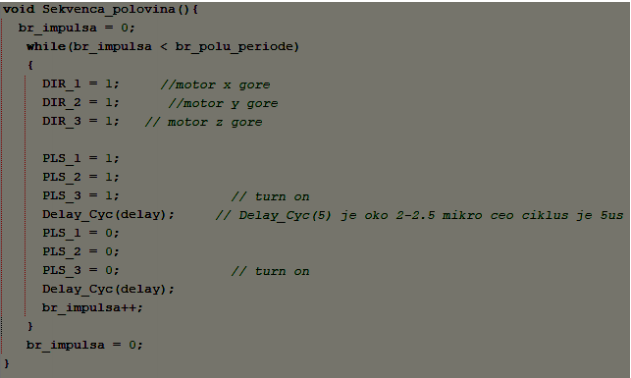 void Sekvenca_polovina(){
br_impulsa = 0;
while(br_impulsa < br_polu_periode)
{
DIR_1 = 1; //motor x gore
DIR_2 = 1; //motor y gore
DIR_3 = 1; // motor z gore
PLS_1 = 1;
PLS_2 = 1;
PLS_3 = 1; // turn on
Delay_Cyc(delay); // Delay_Cyc(5) je oko 2-2.5 mikro ceo ciklus je 5us
PLS_1 = 0;
PLS_2 = 0;
PLS_3 = 0; // turn on
Delay_Cyc(delay);
br_impulsa++;
}
br_impulsa = 0;
}